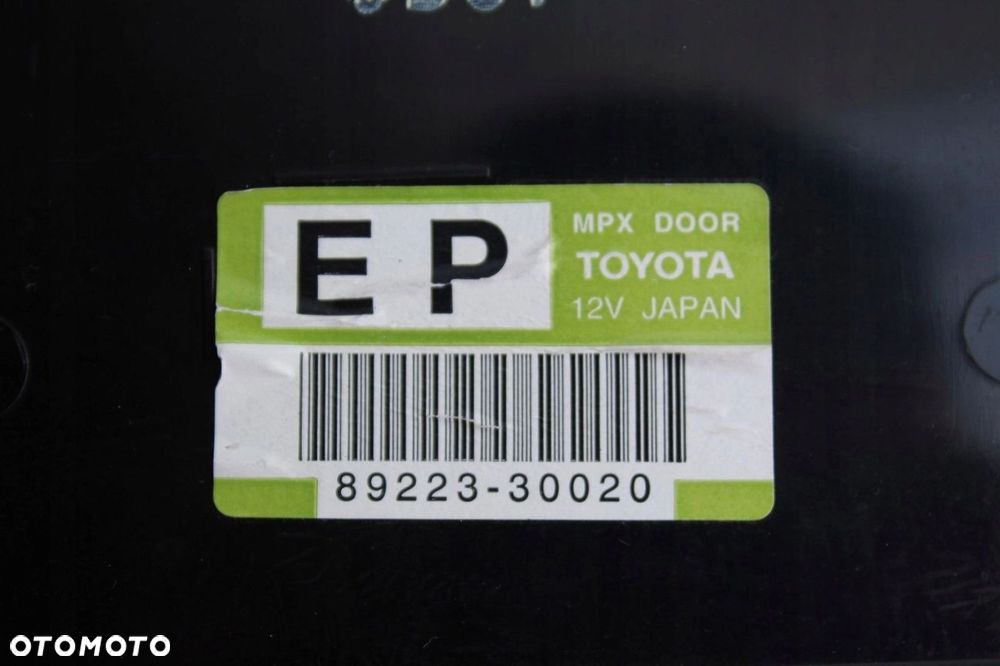 EP
MPX DOOR
TOYOTA
12V JAPAN
89223-30020
OTOMOTO